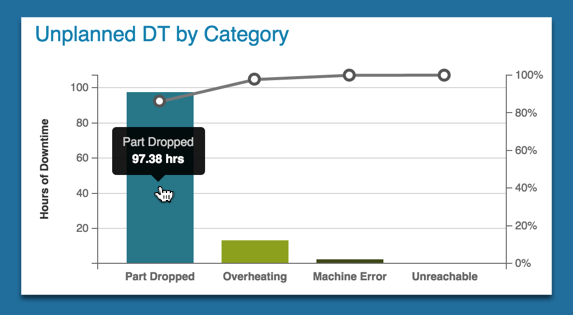 Unplanned DT by Category
Hours of Downtime
100
80
60
40
20
100%
80%
60%
40%
20%
0%
Part Dropped
97.38 hrs
Part Dropped
Overheating
Machine Error
Unreachable